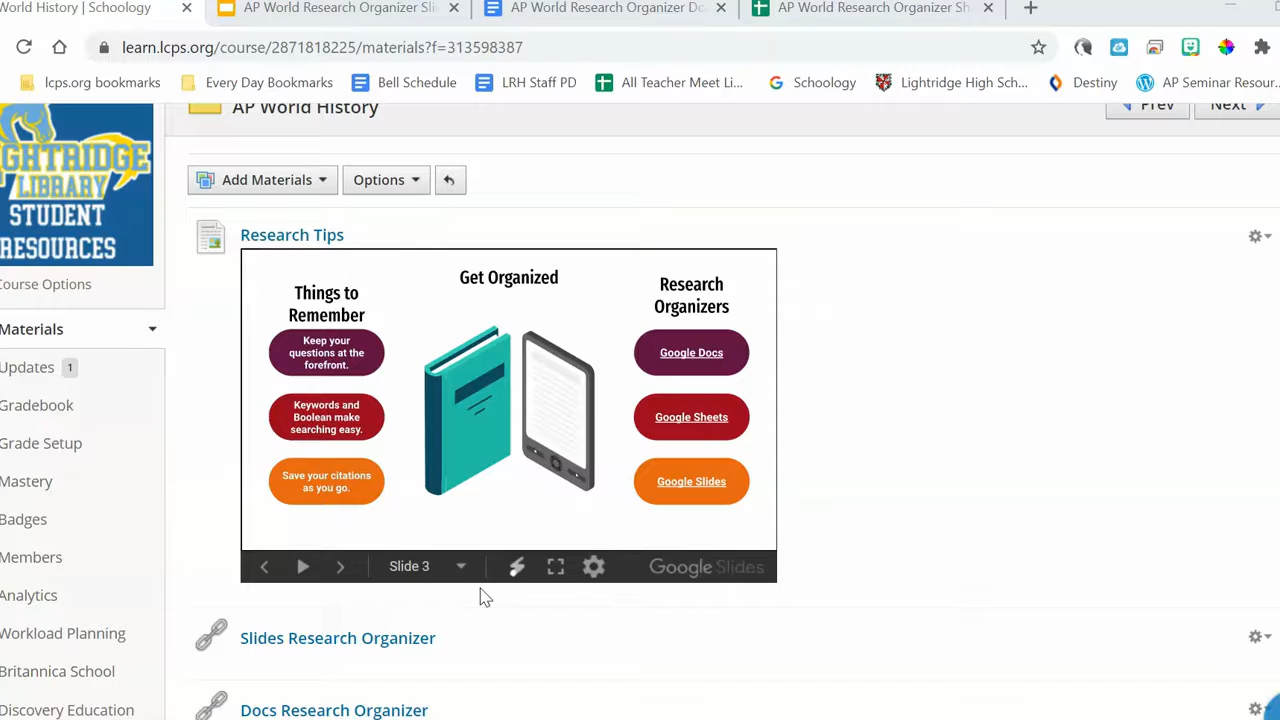 World History | Schoology
AP World Research Organizer Sli
AP World Research Organizer Do
AP World Research Organizer Sh
learn.lcps.org/course/2871818225/materials?f=313598387
lcps.org bookmarks
Every Day Bookmarks
Bell Schedule
LRH Staff PD
All Teacher Meet Li...
Schoology
Lightridge High Sch...
Destiny
AP Seminar Resour...
AP World History
Prev
Next
GHTRIDGE
LIBRARY
STUDENT
RESOURCES
Course Options
Materials
Updates 1
Gradebook
Grade Setup
Mastery
Badges
Members
Analytics
Workload Planning
Britannica School
Discovery Education
Add Materials
Options
Research Tips
Things to
Remember
Keep your
questions at the
forefront.
Keywords and
Boolean make
searching easy.
Save your citations
as you go.
Get Organized
Research
Organizers
Google Docs
Google Sheets
Google Slides
Slide 3
Google Slides
Slides Research Organizer
Docs Research Organizer